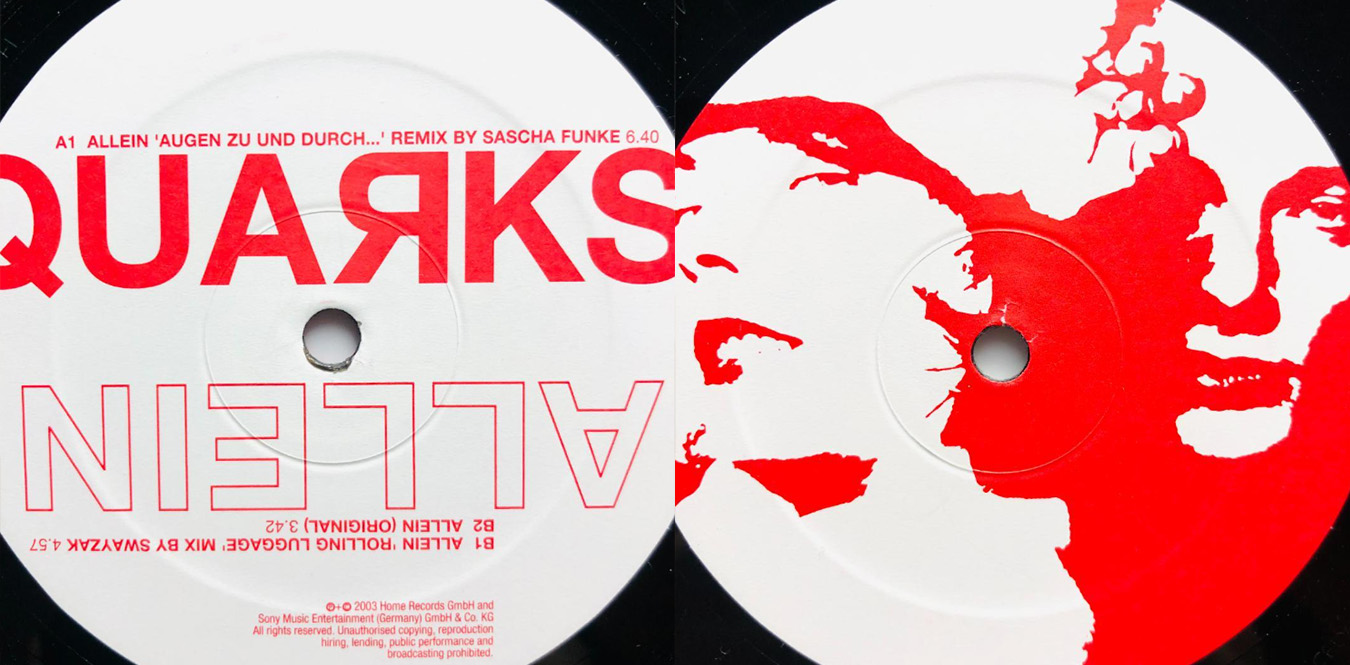 A1 ALLEIN 'AUGEN ZU UND DURCH...' REMIX BY SASCHA FUNKE 6.40
QUARKS
ALLEIN
B2 ALLEIN (ORIGINAL) 3.42
B1 ALLEIN 'ROLLING LUGGAGE' MIX BY SWAYZAK 4.57
℗+© 2003 Home Records GmbH and
Sony Music Entertainment (Germany) GmbH & Co. KG
All rights reserved. Unauthorised copying, reproduction
hiring, lending, public performance and
broadcasting prohibited.